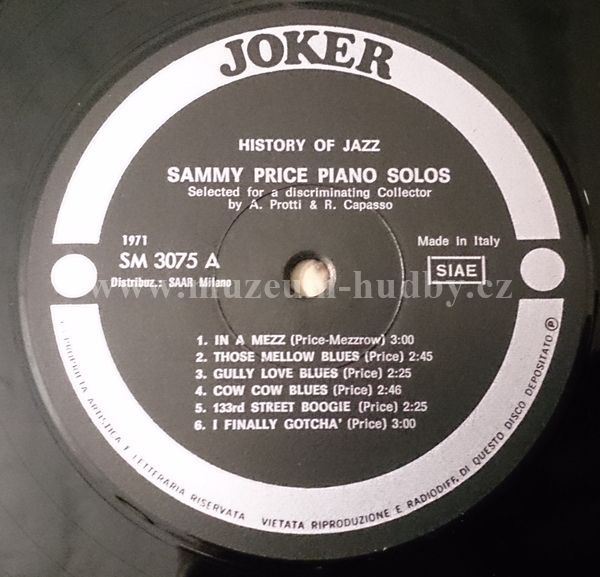 JOKER
HISTORY OF JAZZ
SAMMY PRICE PIANO SOLOS
Selected for a discriminating Collector
by A. Protti & R. Capasso
1971
SM 3075 A
Distribuz.: SAAR Milano
Made in Italy
SIAE
www.muzeum-hudby.cz
1. IN A MEZZ (Price-Mezzrow) 3:00
2. THOSE MELLOW BLUES (Price) 2:45
3. GULLY LOVE BLUES (Price) 2:25
4. COW COW BLUES (Price) 2:46
5. 133rd STREET BOOGIE (Price) 2:25
6. I FINALLY GOTCHA' (Price) 3:00
PROPRIETÀ ARTISTICA E LETTERARIA RISERVATA VIETATA RIPRODUZIONE E RADIODIFF. DI QUESTO DISCO DEPOSITATO Ⓟ